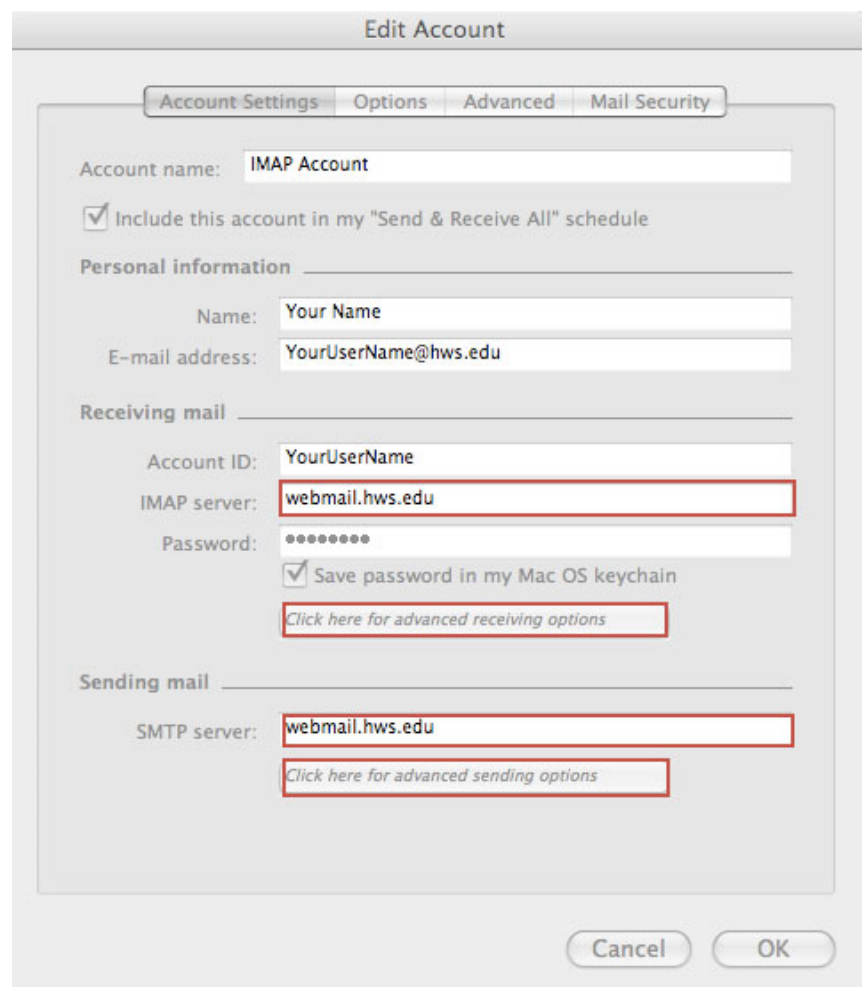 Edit Account
Account Settings Options Advanced Mail Security
Account name: IMAP Account
Include this account in my "Send & Receive All" schedule
Personal information
Name: Your Name
E-mail address: YourUserName@hws.edu
Receiving mail
Account ID: YourUserName
IMAP server: webmail.hws.edu
Password: ••••••••
Save password in my Mac OS keychain
Click here for advanced receiving options
Sending mail
SMTP server: webmail.hws.edu
Click here for advanced sending options
Cancel OK